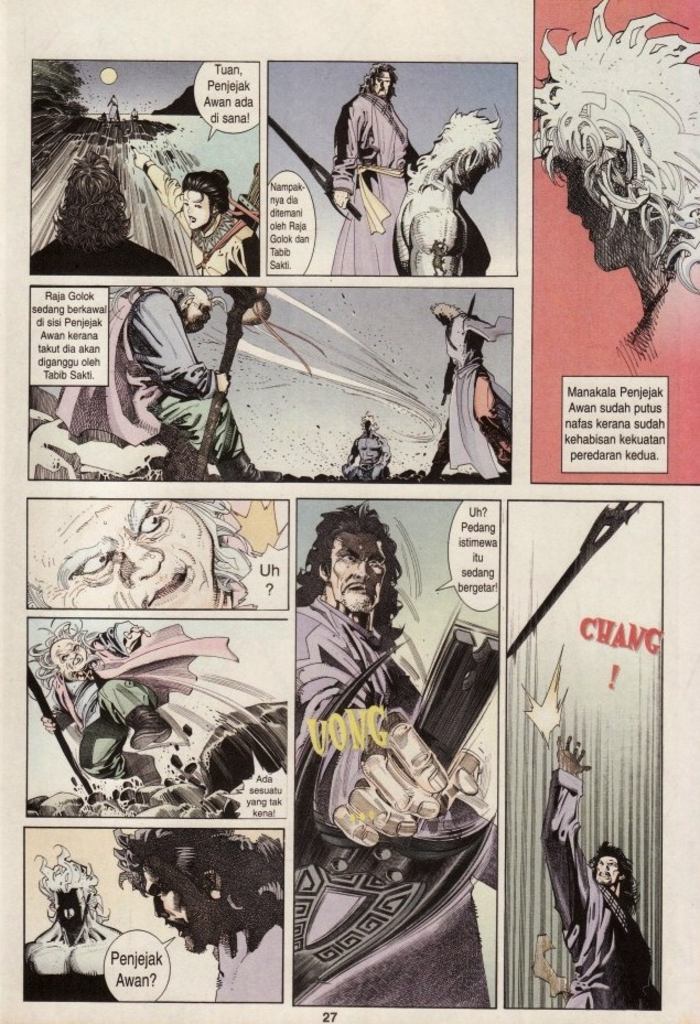 Tuan,
Penjejak
Awan ada
di sana!
Nampak-
nya dia
ditemani
oleh Raja
Golok dan
Tabib
Sakti.
Raja Golok
sedang berkawal
di sisi Penjejak
Awan kerana
takut dia akan
diganggu oleh
Tabib Sakti.
Manakala Penjejak
Awan sudah putus
nafas kerana sudah
kehabisan kekuatan
peredaran kedua.
Uh
?
Ada
sesuatu
yang tak
kena!
Penjejak
Awan?
Uh?
Pedang
istimewa
itu
sedang
bergetar!
UONG
...
CHANG
!
27